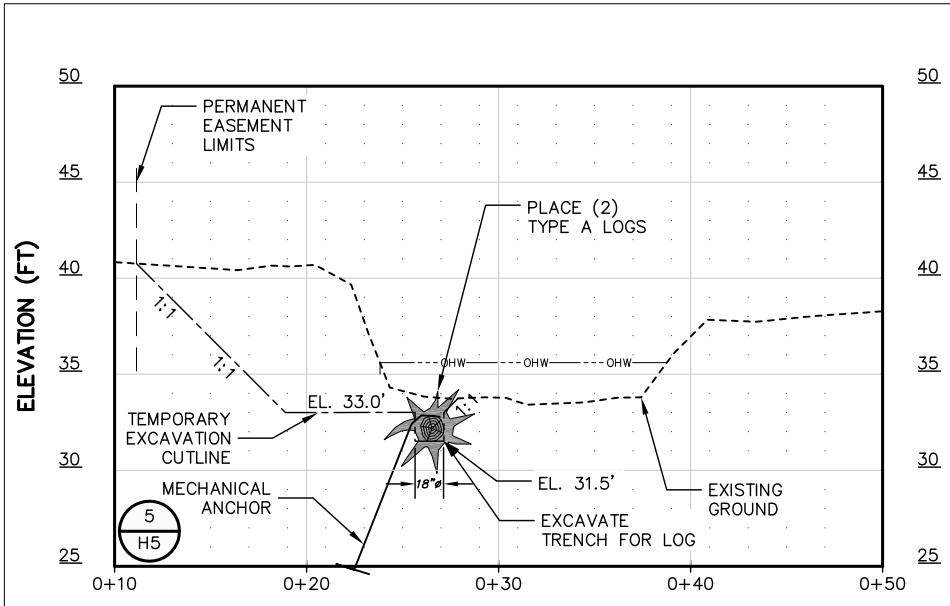 50
50
PERMANENT
EASEMENT
LIMITS
45
45
PLACE (2)
TYPE A LOGS
ELEVATION (FT)
40
40
1:1
1:1
35
OHW
OHW
OHW
35
EL. 33.0'
1:1
TEMPORARY
EXCAVATION
CUTLINE
30
30
MECHANICAL
ANCHOR
18"ø
EL. 31.5'
EXISTING
GROUND
EXCAVATE
TRENCH FOR LOG
5
H5
25
25
0+10
0+20
0+30
0+40
0+50